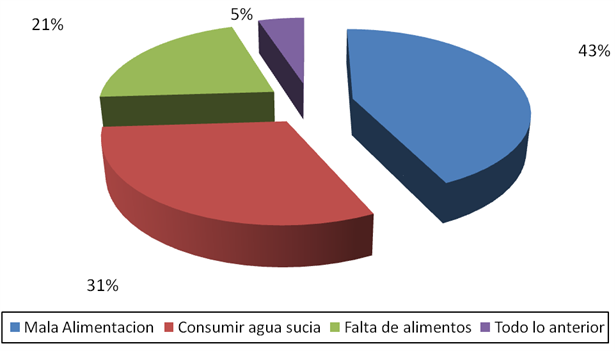 5%
21%
43%
31%
Mala Alimentacion Consumir agua sucia Falta de alimentos Todo lo anterior